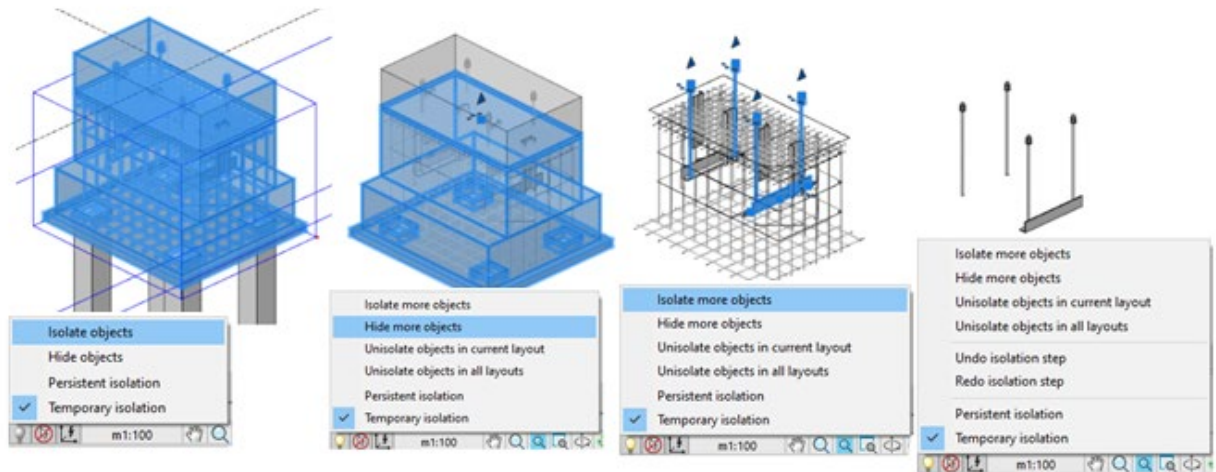 Isolate objects
Hide objects
Persistent isolation
Temporary isolation
m1:100
Isolate more objects
Hide more objects
Unisolate objects in current layout
Unisolate objects in all layouts
Persistent isolation
Temporary isolation
m1:100
Isolate more objects
Hide more objects
Unisolate objects in current layout
Unisolate objects in all layouts
Persistent isolation
Temporary isolation
m1:100
Isolate more objects
Hide more objects
Unisolate objects in current layout
Unisolate objects in all layouts
Undo isolation step
Redo isolation step
Persistent isolation
Temporary isolation
m1:100